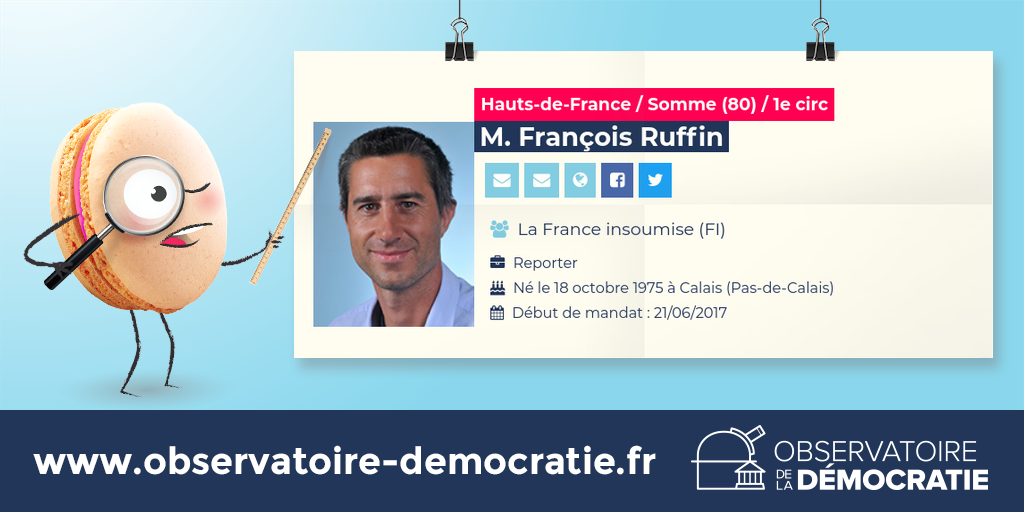 Hauts-de-France / Somme (80) / 1e circ
M. François Ruffin
La France insoumise (FI)
Reporter
Né le 18 octobre 1975 à Calais (Pas-de-Calais)
Début de mandat : 21/06/2017
www.observatoire-democratie.fr
OBSERVATOIRE
DE LA DÉMOCRATIE